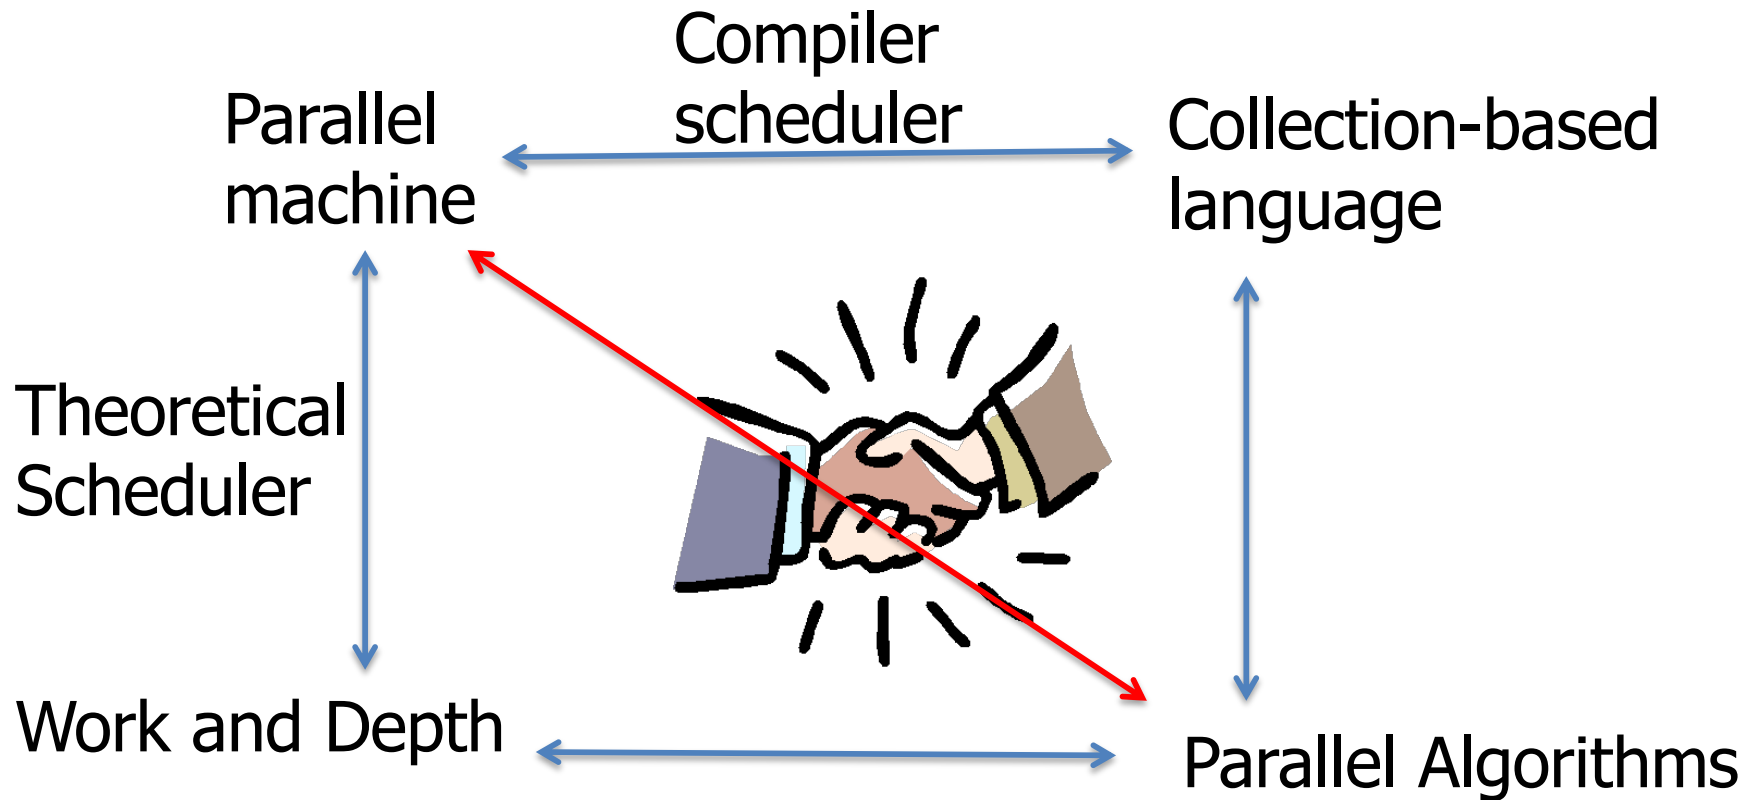 Compiler
scheduler
Parallel
machine
Collection-based
language
Theoretical
Scheduler
Work and Depth
Parallel Algorithms